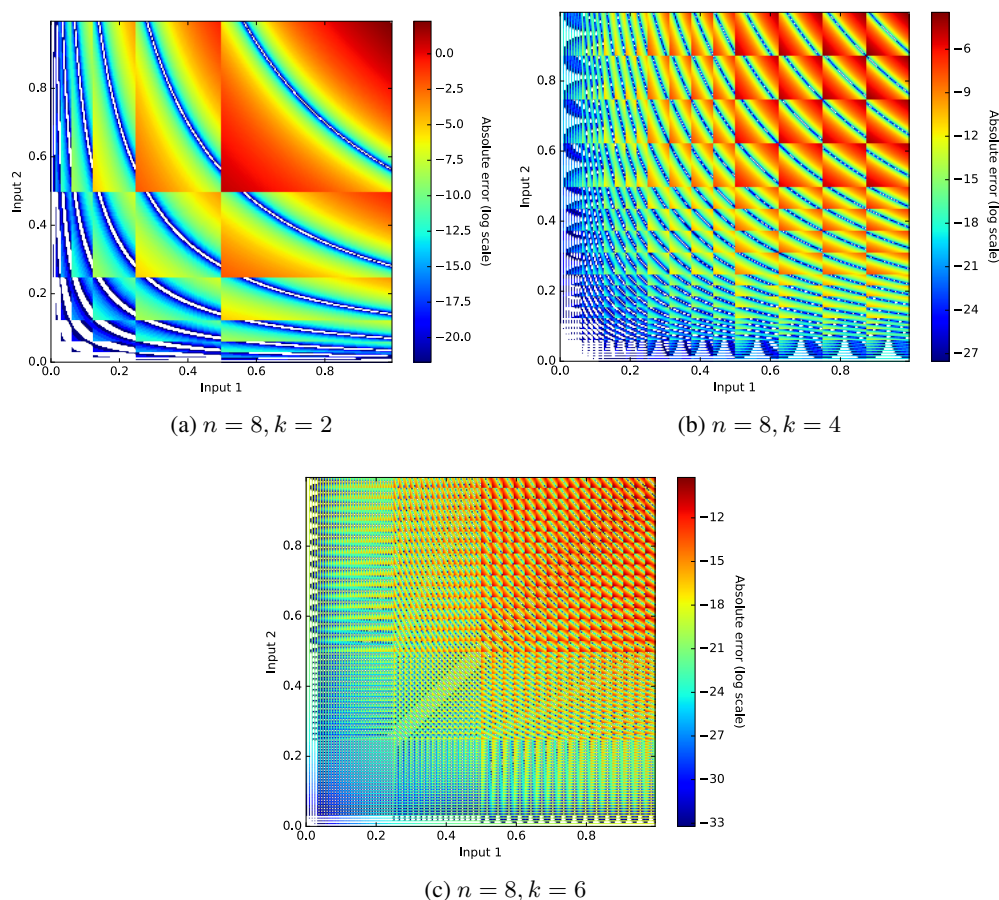 0.8
0.6
0.4
0.2
0.0
0.0 0.2 0.4 0.6 0.8
Input 2
Input 1
0.0
−2.5
−5.0
−7.5
−10.0
−12.5
−15.0
−17.5
−20.0
Absolute error (log scale)
(a) n = 8, k = 2
0.8
0.6
0.4
0.2
0.0
0.0 0.2 0.4 0.6 0.8
Input 2
Input 1
−6
−9
−12
−15
−18
−21
−24
−27
Absolute error (log scale)
(b) n = 8, k = 4
0.8
0.6
0.4
0.2
0.0
0.0 0.2 0.4 0.6 0.8
Input 2
Input 1
−12
−15
−18
−21
−24
−27
−30
−33
Absolute error (log scale)
(c) n = 8, k = 6